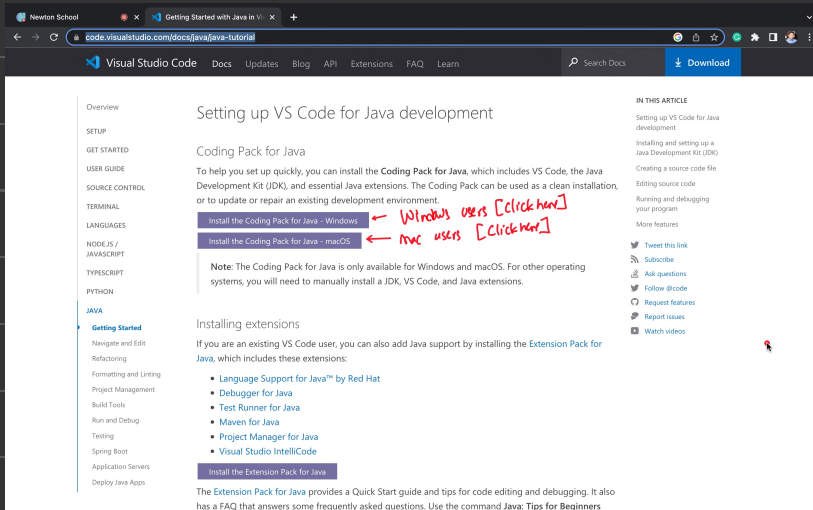 Newton School
Getting Started with Java in Vi
code.visualstudio.com/docs/java/java-tutorial
Visual Studio Code
Docs
Updates
Blog
API
Extensions
FAQ
Learn
Search Docs
Download
Overview
SETUP
GET STARTED
USER GUIDE
SOURCE CONTROL
TERMINAL
LANGUAGES
NODE.JS /
JAVASCRIPT
TYPESCRIPT
PYTHON
JAVA
Getting Started
Navigate and Edit
Refactoring
Formatting and Linting
Project Management
Build Tools
Run and Debug
Testing
Spring Boot
Application Servers
Deploy Java Apps
Setting up VS Code for Java development
Coding Pack for Java
To help you set up quickly, you can install the Coding Pack for Java, which includes VS Code, the Java
Development Kit (JDK), and essential Java extensions. The Coding Pack can be used as a clean installation,
or to update or repair an existing development environment.
Install the Coding Pack for Java - Windows
Windows users [Click here]
Install the Coding Pack for Java - macOS
mac users [Click here]
Note: The Coding Pack for Java is only available for Windows and macOS. For other operating
systems, you will need to manually install a JDK, VS Code, and Java extensions.
Installing extensions
If you are an existing VS Code user, you can also add Java support by installing the Extension Pack for
Java, which includes these extensions:
• Language Support for Java™ by Red Hat
• Debugger for Java
• Test Runner for Java
• Maven for Java
• Project Manager for Java
• Visual Studio IntelliCode
Install the Extension Pack for Java
The Extension Pack for Java provides a Quick Start guide and tips for code editing and debugging. It also
has a FAQ that answers some frequently asked questions. Use the command Java: Tips for Beginners
IN THIS ARTICLE
Setting up VS Code for Java
development
Installing and setting up a
Java Development Kit (JDK)
Creating a source code file
Editing source code
Running and debugging
your program
More features
Tweet this link
Subscribe
Ask questions
Follow @code
Request features
Report issues
Watch videos